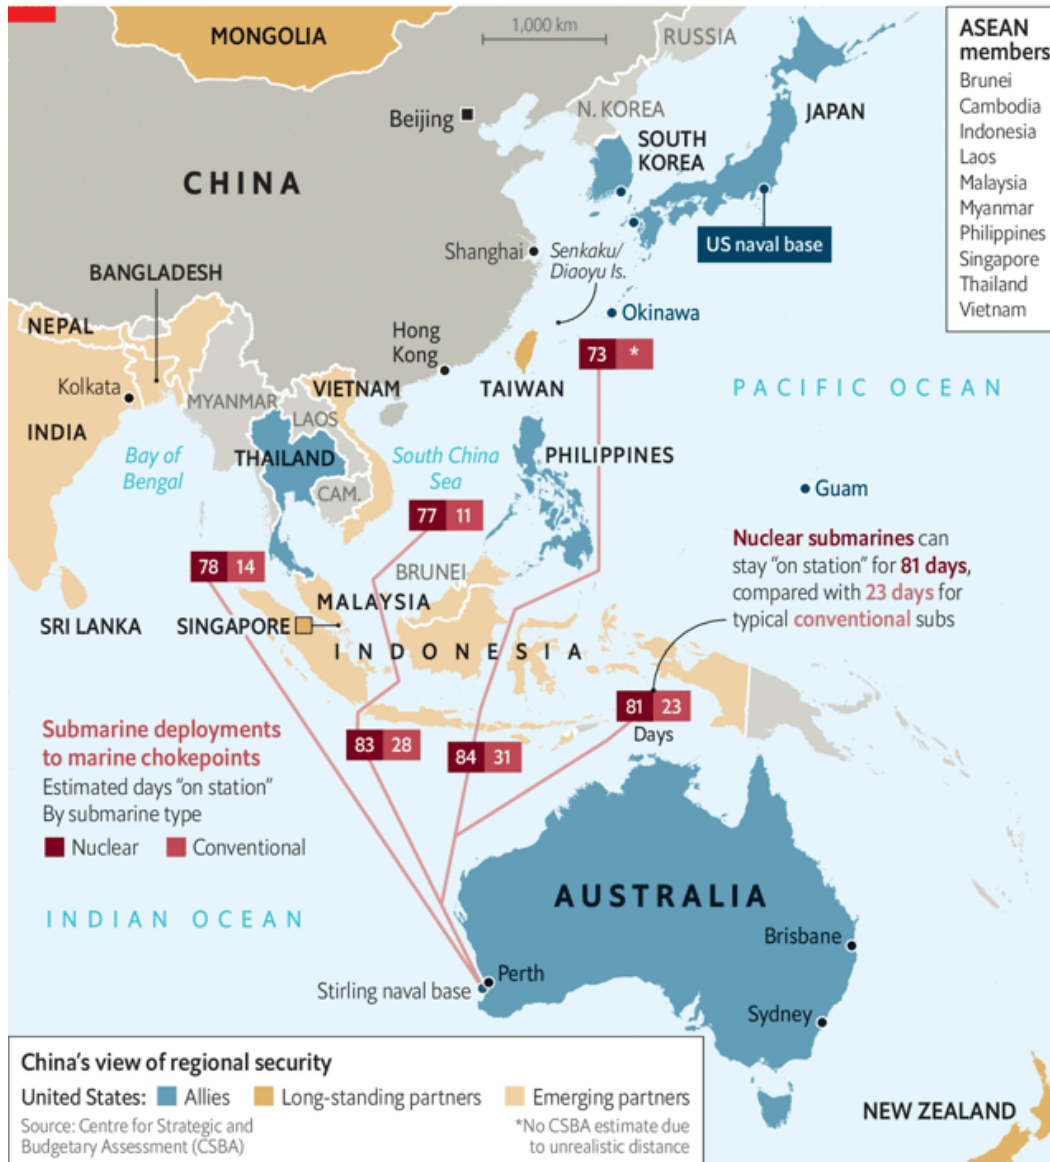 MONGOLIA
1,000 km
RUSSIA
ASEAN
members
Brunei
Cambodia
Indonesia
Laos
Malaysia
Myanmar
Philippines
Singapore
Thailand
Vietnam
Beijing
N. KOREA
JAPAN
SOUTH
KOREA
CHINA
US naval base
Shanghai
Senkaku/
Diaoyu Is.
BANGLADESH
Okinawa
NEPAL
Hong
Kong
73 *
TAIWAN
Kolkata
MYANMAR
VIETNAM
PACIFIC OCEAN
LAOS
INDIA
Bay of
Bengal
THAILAND
South China
Sea
PHILIPPINES
CAM.
Guam
77 11
Nuclear submarines can
stay "on station" for 81 days,
compared with 23 days for
typical conventional subs
78 14
BRUNEI
MALAYSIA
SRI LANKA
SINGAPORE
INDONESIA
81 23
Days
83 28
84 31
Submarine deployments
to marine chokepoints
Estimated days "on station"
By submarine type
Nuclear
Conventional
AUSTRALIA
INDIAN OCEAN
Brisbane
Perth
Stirling naval base
Sydney
China's view of regional security
United States: Allies Long-standing partners Emerging partners
Source: Centre for Strategic and
Budgetary Assessment (CSBA)
*No CSBA estimate due
to unrealistic distance
NEW ZEALAND